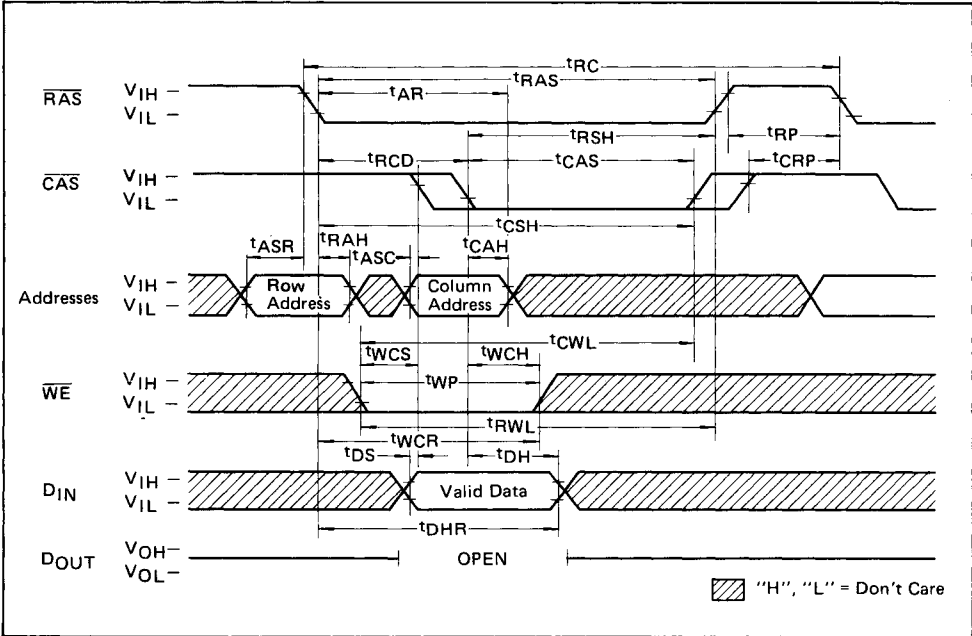 tRC
tRAS
tAR
RAS
VIH
VIL
tRSH
tRP
tRCD
tCAS
tCRP
CAS
VIH
VIL
tCSH
tASR
tRAH
tASC
tCAH
Addresses
VIH
VIL
Row
Address
Column
Address
tCWL
tWCS
tWCH
tWP
WE
VIH
VIL
tRWL
tWCR
tDS
tDH
DIN
VIH
VIL
Valid Data
tDHR
DOUT
VOH
VOL
OPEN
"H", "L" = Don't Care